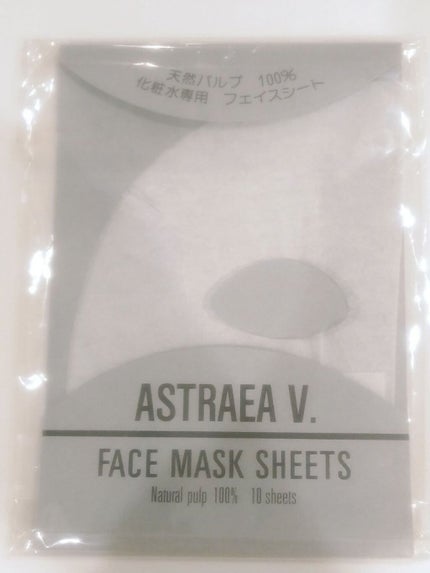 天然パルプ 100%
化粧水専用 フェイスシート
ASTRAEA V.
FACE MASK SHEETS
Natural pulp 100% 10 sheets